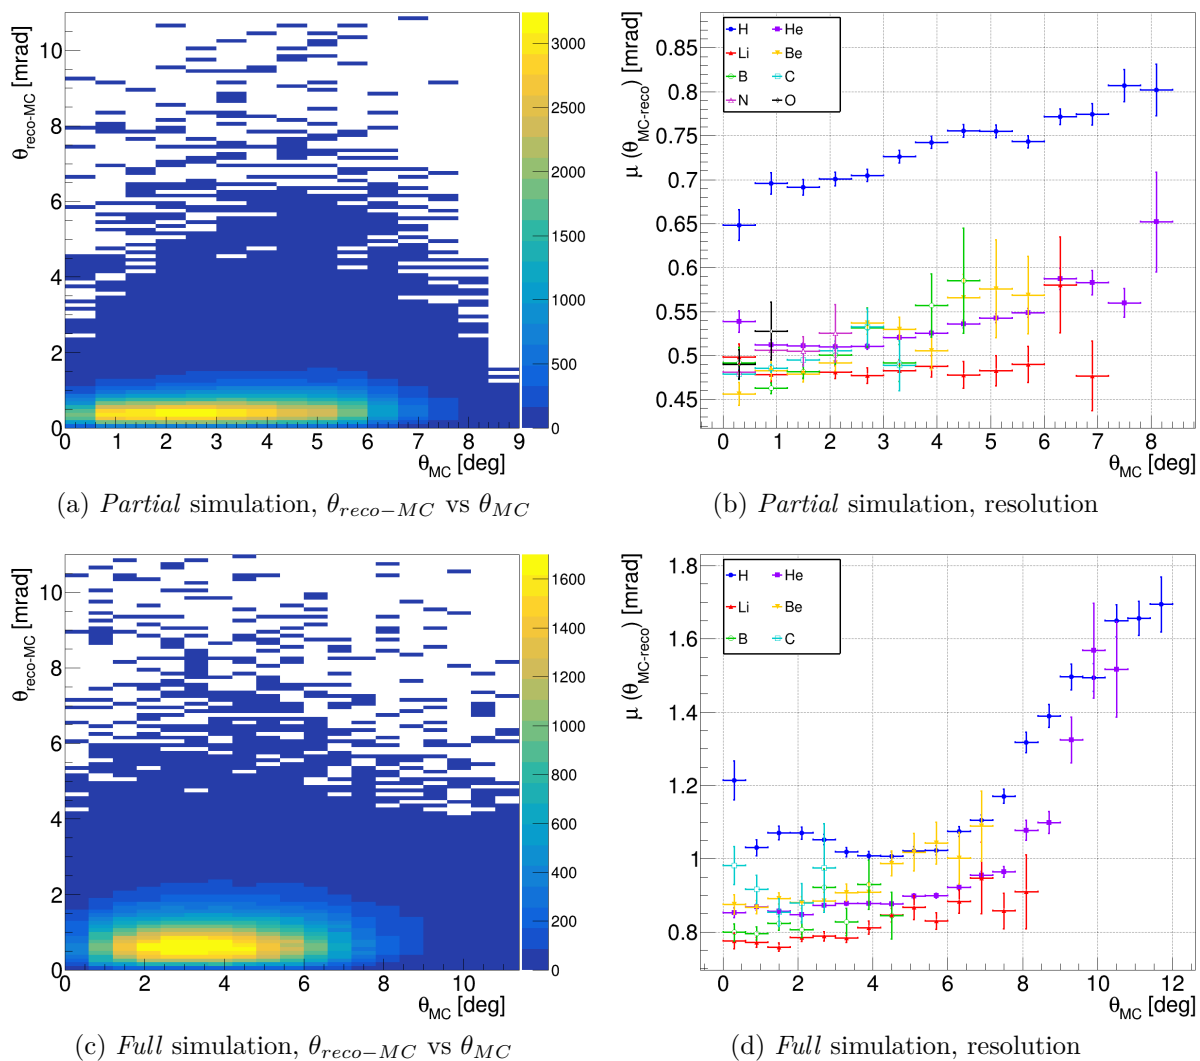 θreco-MC [mrad]
10
8
6
4
2
0
0 1 2 3 4 5 6 7 8 9
θMC [deg]
3000
2500
2000
1500
1000
500
0
μ (θMC-reco) [mrad]
0.85
0.8
0.75
0.7
0.65
0.6
0.55
0.5
0.45
H He
Li Be
B C
N O
0 1 2 3 4 5 6 7 8
θMC [deg]
(a) Partial simulation, θreco−MC vs θMC
(b) Partial simulation, resolution
θreco-MC [mrad]
10
8
6
4
2
0
0 2 4 6 8 10
θMC [deg]
1600
1400
1200
1000
800
600
400
200
0
μ (θMC-reco) [mrad]
1.8
1.6
1.4
1.2
1
0.8
H He
Li Be
B C
0 2 4 6 8 10 12
θMC [deg]
(c) Full simulation, θreco−MC vs θMC
(d) Full simulation, resolution